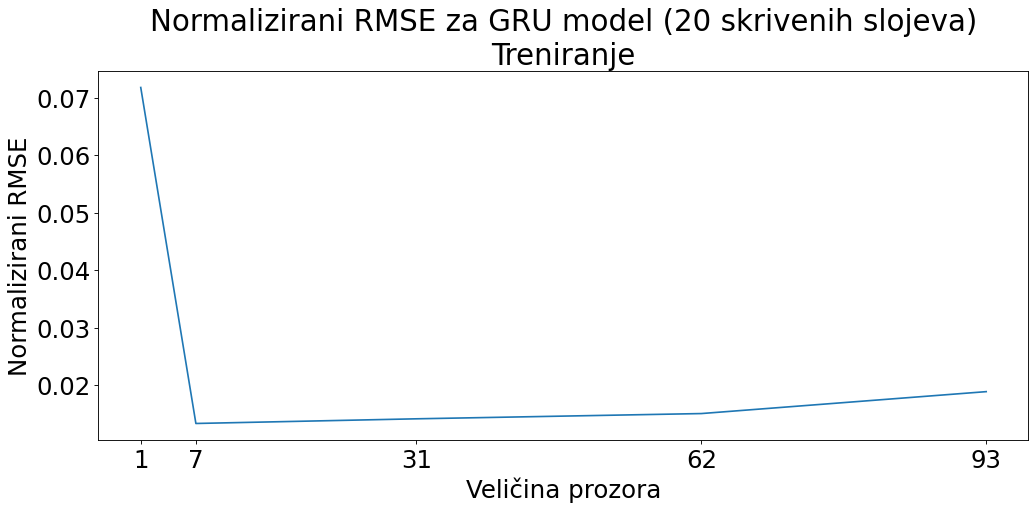 Normalizirani RMSE za GRU model (20 skrivenih slojeva)
Treniranje
Normalizirani RMSE
0.07
0.06
0.05
0.04
0.03
0.02
1 7 31 62 93
Veličina prozora